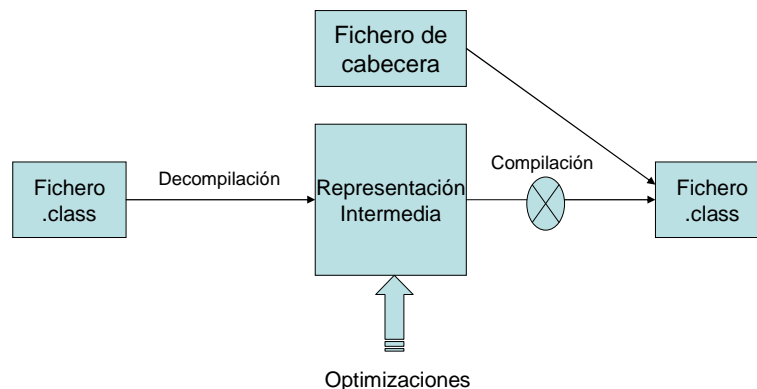 Fichero de
cabecera
Fichero
.class
Decompilación
Representación
Intermedia
Compilación
Fichero
.class
Optimizaciones